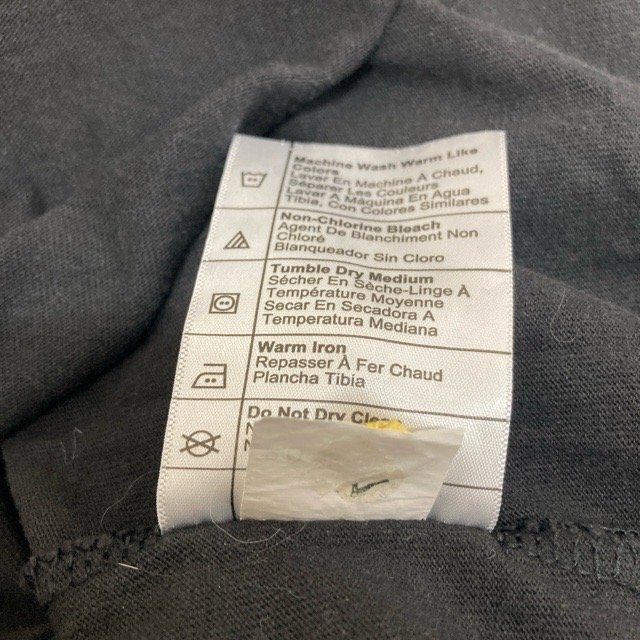 Machine Wash Warm Like
Colors
Laver En Machine À Chaud,
Séparer Les Couleurs
Lavar À Máquina En Agua
Tibia, Con Colores Similares
Non-Chlorine Bleach
Agent De Blanchiment Non
Chloré
Blanqueador Sin Cloro
Tumble Dry Medium
Sécher En Sèche-Linge À
Température Moyenne
Secar En Secadora A
Temperatura Mediana
Warm Iron
Repasser À Fer Chaud
Plancha Tibia
Do Not Dry